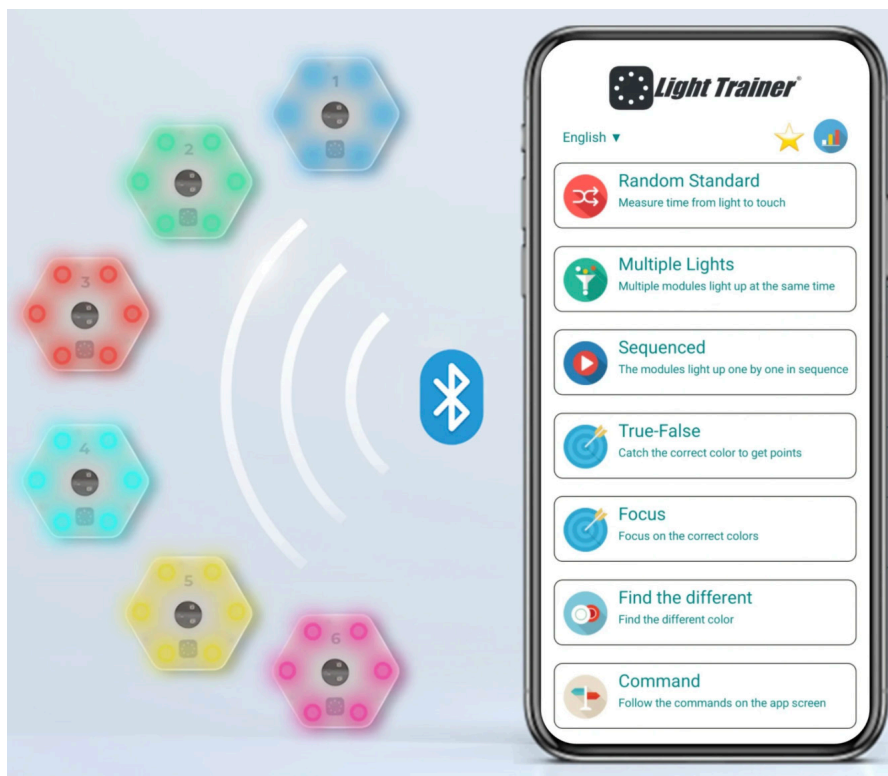 1
2
3
4
5
6
Light Trainer®
English ▼
Random Standard
Measure time from light to touch
Multiple Lights
Multiple modules light up at the same time
Sequenced
The modules light up one by one in sequence
True-False
Catch the correct color to get points
Focus
Focus on the correct colors
Find the different
Find the different color
Command
Follow the commands on the app screen